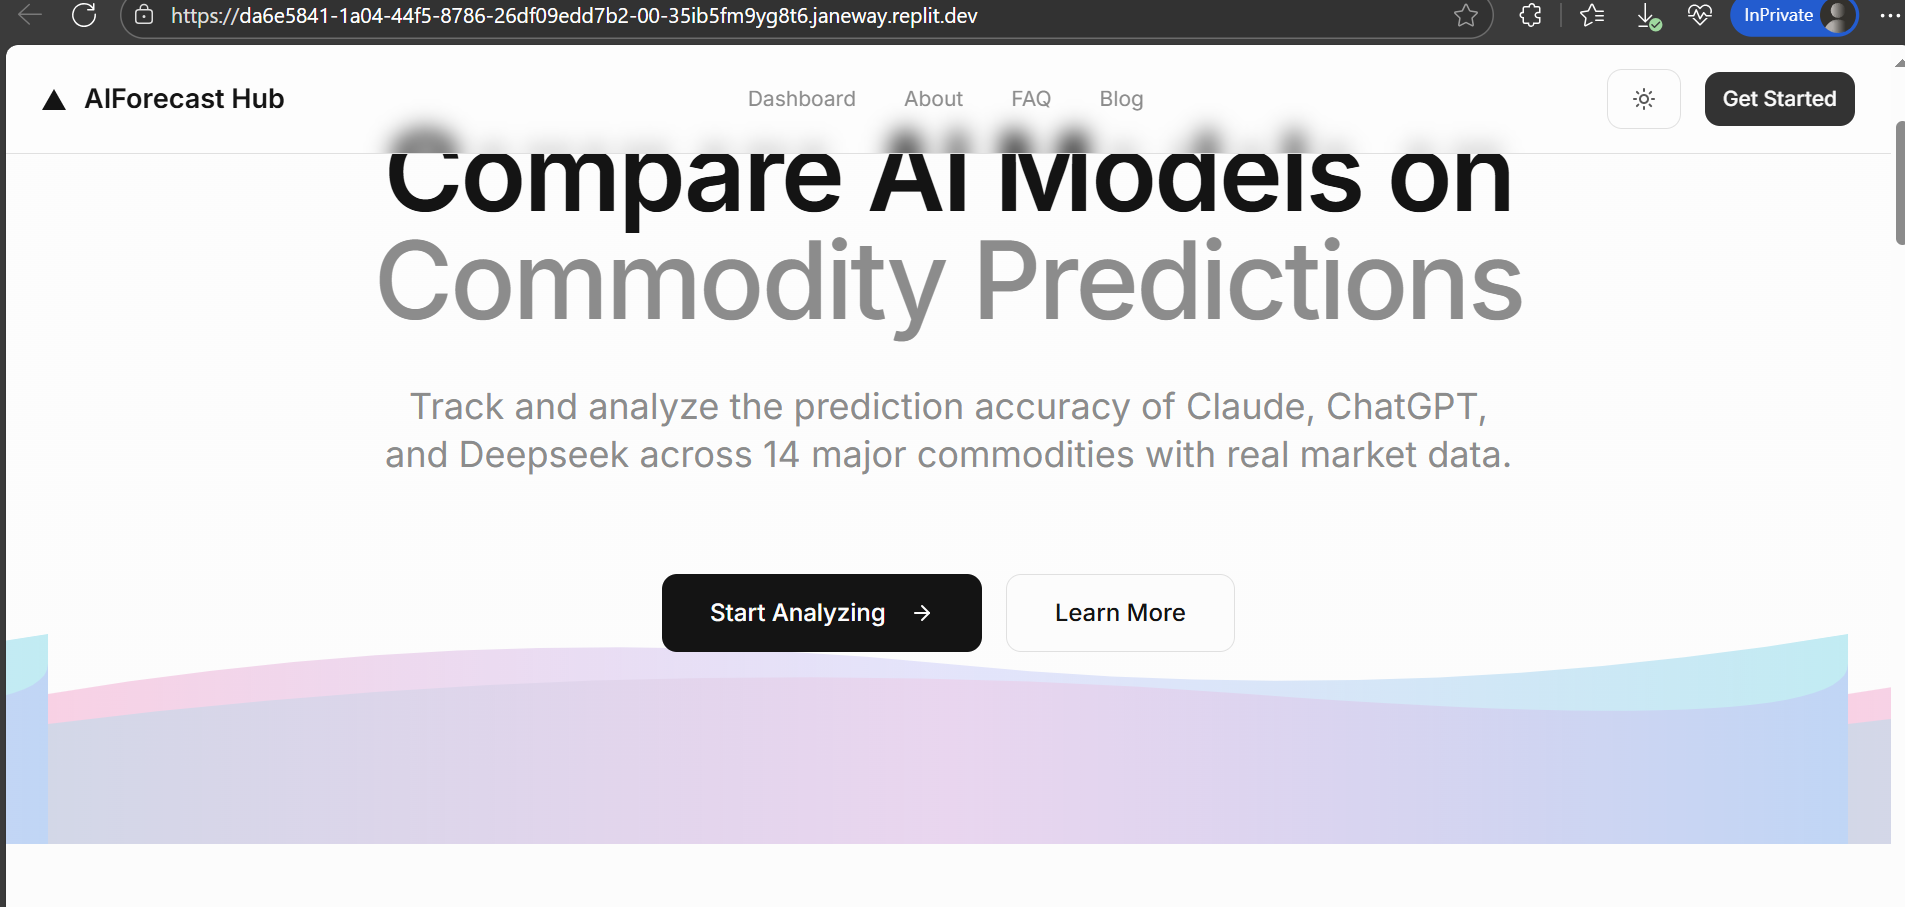 https://da6e5841-1a04-44f5-8786-26df09edd7b2-00-35ib5fm9yg8t6.janeway.replit.dev
InPrivate
AIForecast Hub
Dashboard
About
FAQ
Blog
Get Started
Compare AI Models on
Commodity Predictions
Track and analyze the prediction accuracy of Claude, ChatGPT,
and Deepseek across 14 major commodities with real market data.
Start Analyzing
Learn More